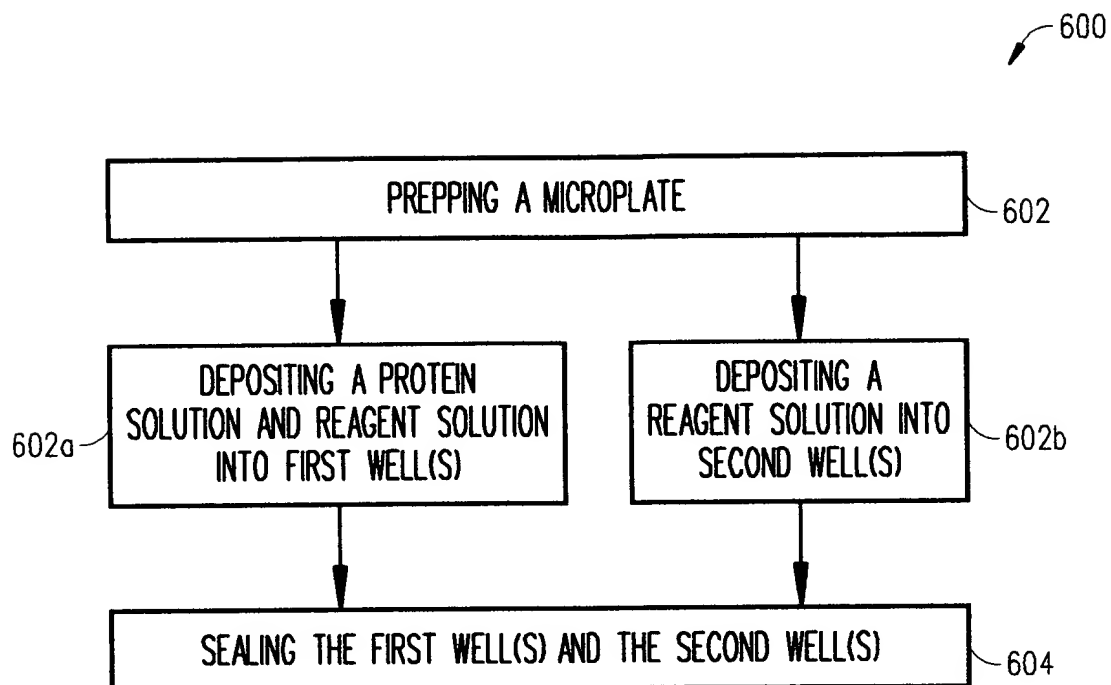 600
PREPPING A MICROPLATE
602
DEPOSITING A PROTEIN
SOLUTION AND REAGENT SOLUTION
INTO FIRST WELL(S)
602a
DEPOSITING A
REAGENT SOLUTION INTO
SECOND WELL(S)
602b
SEALING THE FIRST WELL(S) AND THE SECOND WELL(S)
604